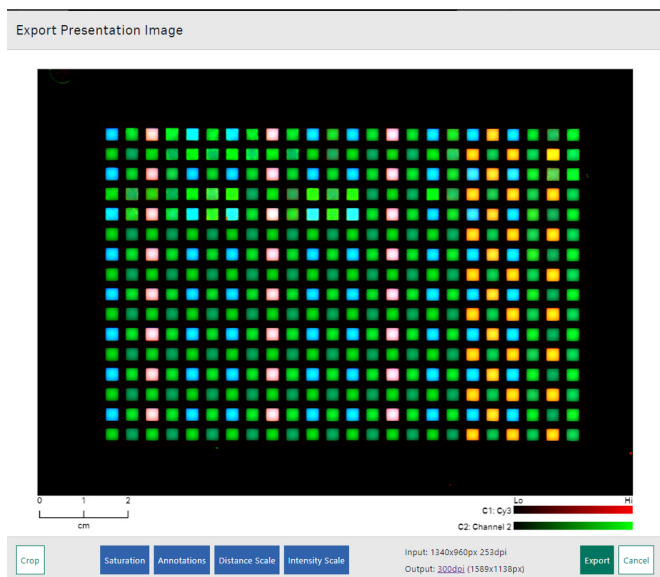 Export Presentation Image
0 1 2
cm
Lo Hi
C1: Cy3
C2: Channel 2
Crop Saturation Annotations Distance Scale Intensity Scale Input: 1340x960px 253dpi Export Cancel
Output: 300dpi (1589x1138px)